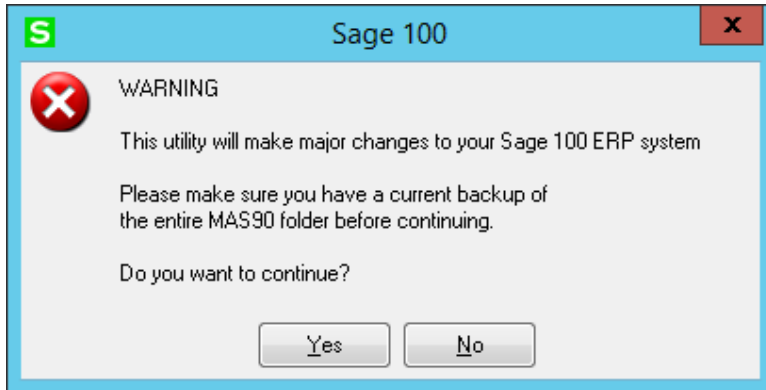 S
Sage 100
x
WARNING
This utility will make major changes to your Sage 100 ERP system
Please make sure you have a current backup of
the entire MAS90 folder before continuing.
Do you want to continue?
Yes
No